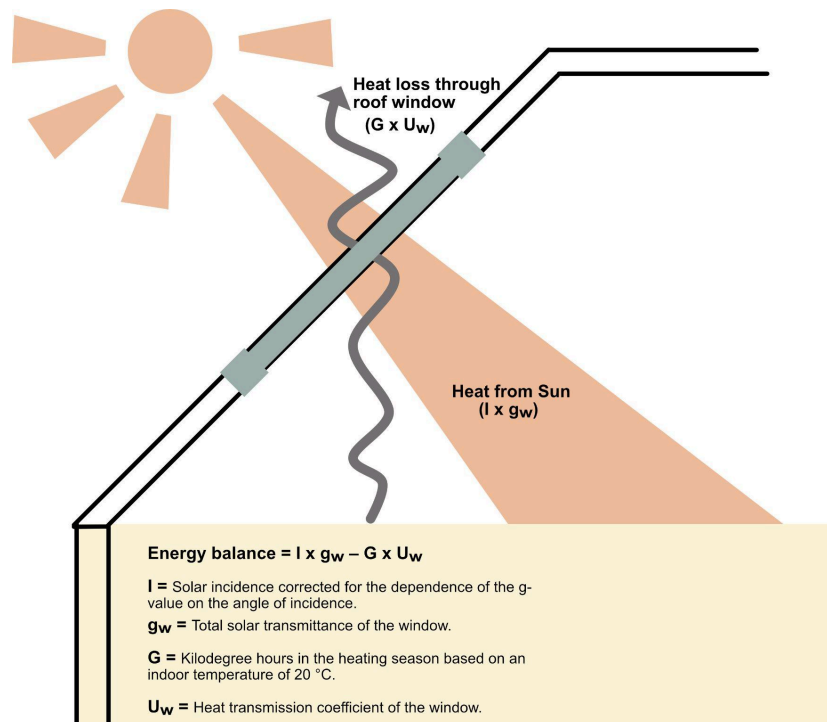 Heat loss through
roof window
(G x Uw)
Heat from Sun
(I x gw)
Energy balance = I x gw – G x Uw
I = Solar incidence corrected for the dependence of the g-
value on the angle of incidence.
gw = Total solar transmittance of the window.
G = Kilodegree hours in the heating season based on an
indoor temperature of 20 °C.
Uw = Heat transmission coefficient of the window.